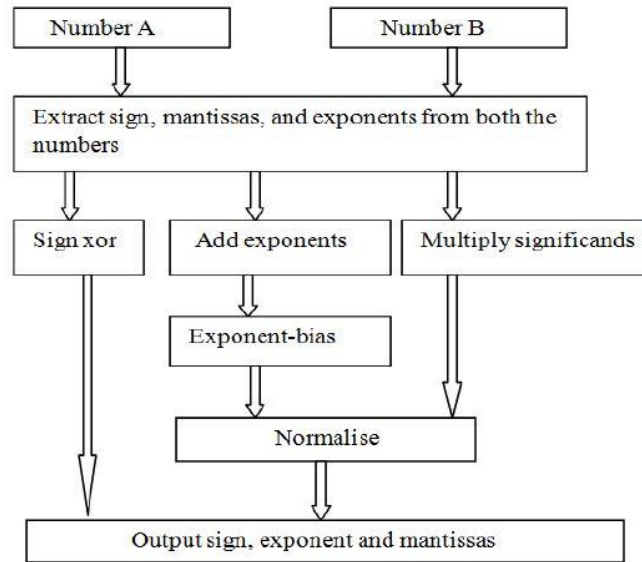 Number A
Number B
Extract sign, mantissas, and exponents from both the
numbers
Sign xor
Add exponents
Multiply significands
Exponent-bias
Normalise
Output sign, exponent and mantissas